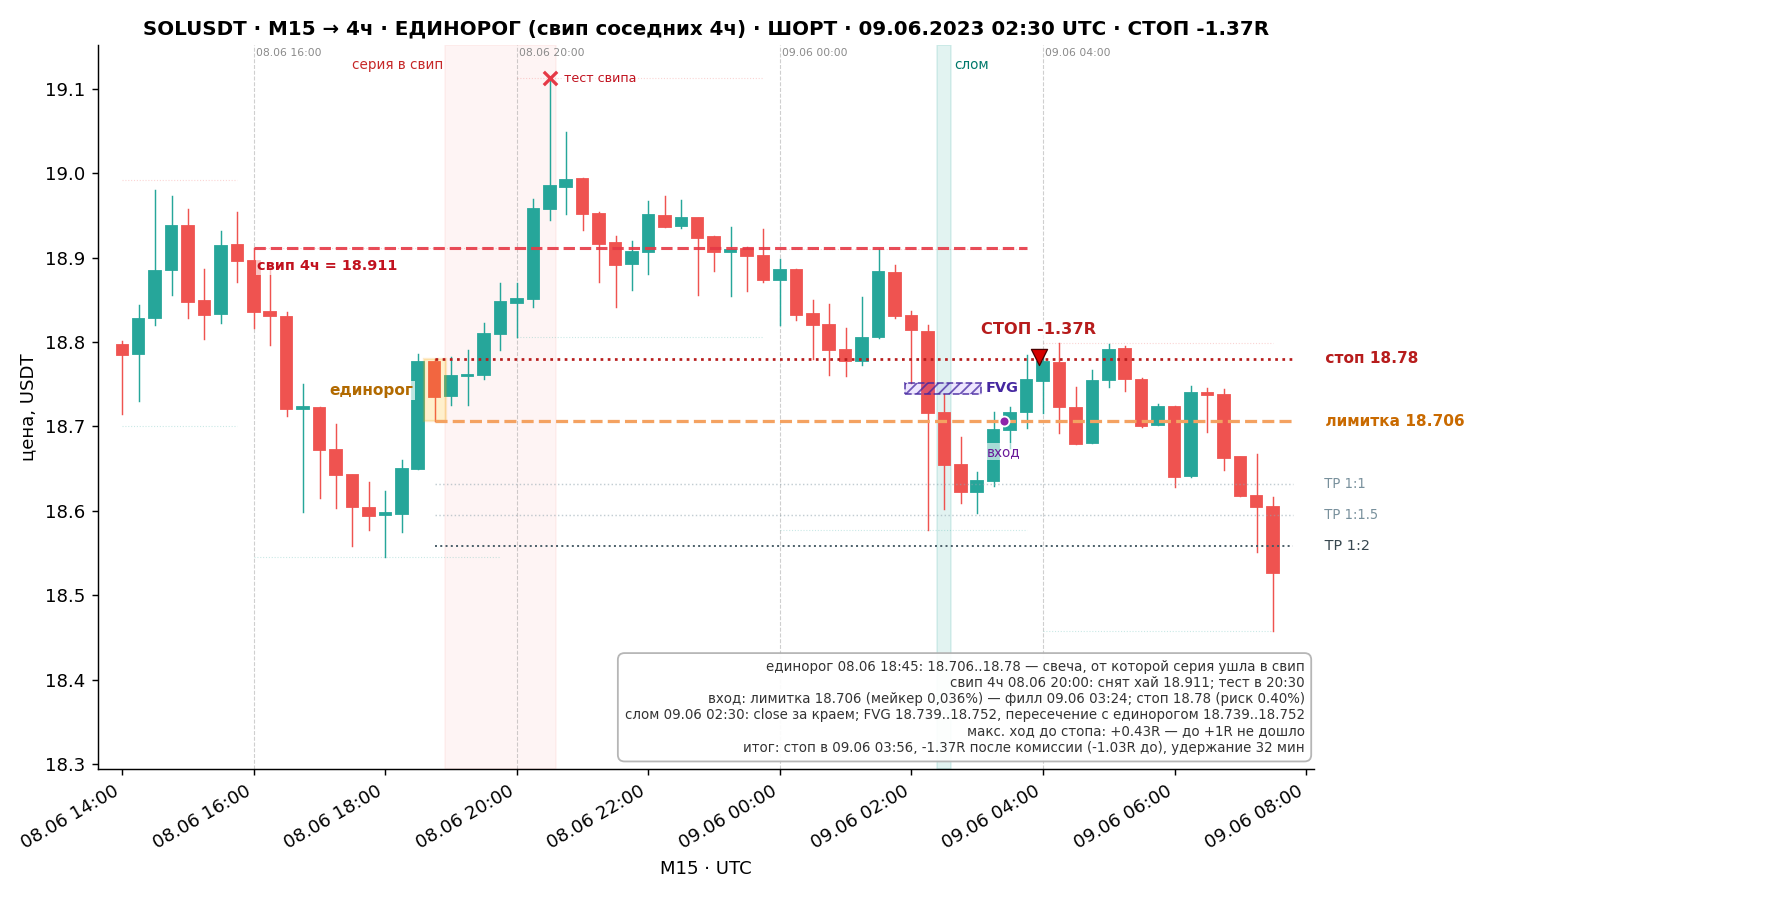 SOLUSDT · M15 → 4ч · ЕДИНОРОГ (свип соседних 4ч) · ШОРТ · 09.06.2023 02:30 UTC · СТОП -1.37R
08.06 16:00
08.06 20:00
09.06 00:00
09.06 04:00
серия в свип
слом
тест свипа
19.1
19.0
18.9
18.8
18.7
18.6
18.5
18.4
18.3
цена, USDT
свип 4ч = 18.911
СТОП -1.37R
стоп 18.78
единорог
FVG
лимитка 18.706
вход
TP 1:1
TP 1:1.5
TP 1:2
единорог 08.06 18:45: 18.706..18.78 — свеча, от которой серия ушла в свип
свип 4ч 08.06 20:00: снят хай 18.911; тест в 20:30
вход: лимитка 18.706 (мейкер 0,036%) — филл 09.06 03:24; стоп 18.78 (риск 0.40%)
слом 09.06 02:30: close за краем; FVG 18.739..18.752, пересечение с единорогом 18.739..18.752
макс. ход до стопа: +0.43R — до +1R не дошло
итог: стоп в 09.06 03:56, -1.37R после комиссии (-1.03R до), удержание 32 мин
08.06 14:00
08.06 16:00
08.06 18:00
08.06 20:00
08.06 22:00
09.06 00:00
09.06 02:00
09.06 04:00
09.06 06:00
09.06 08:00
M15 · UTC